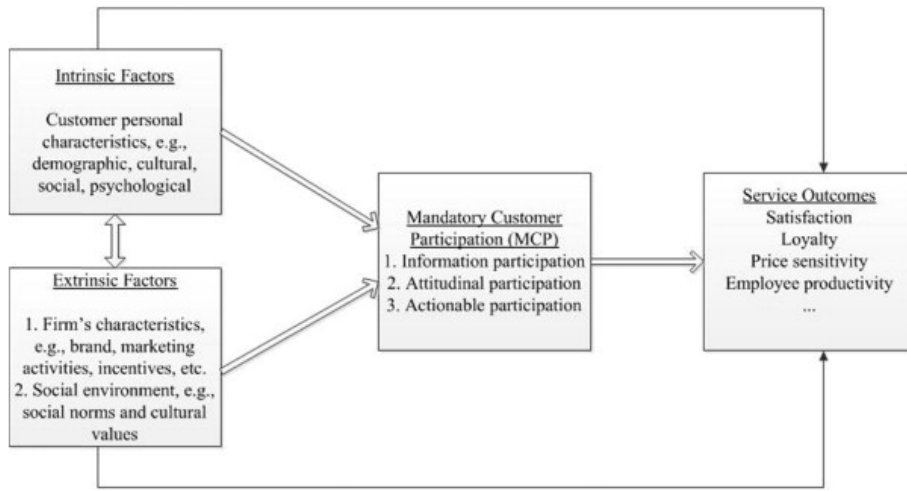 Intrinsic Factors
Customer personal
characteristics, e.g.,
demographic, cultural,
social, psychological
Extrinsic Factors
1. Firm's characteristics,
e.g., brand, marketing
activities, incentives, etc.
2. Social environment, e.g.,
social norms and cultural
values
Mandatory Customer
Participation (MCP)
1. Information participation
2. Attitudinal participation
3. Actionable participation
Service Outcomes
Satisfaction
Loyalty
Price sensitivity
Employee productivity
...